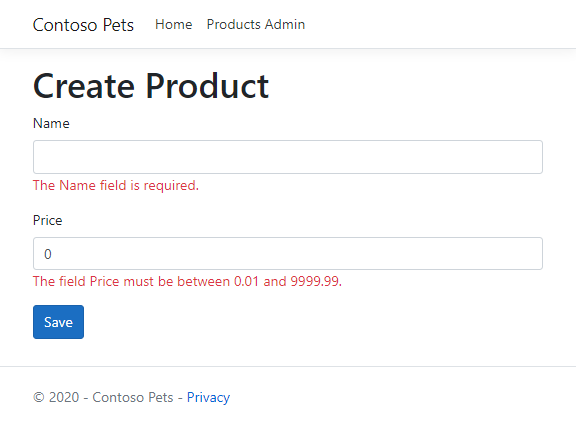 Contoso Pets Home Products Admin
Create Product
Name
The Name field is required.
Price
0
The field Price must be between 0.01 and 9999.99.
Save
© 2020 - Contoso Pets - Privacy